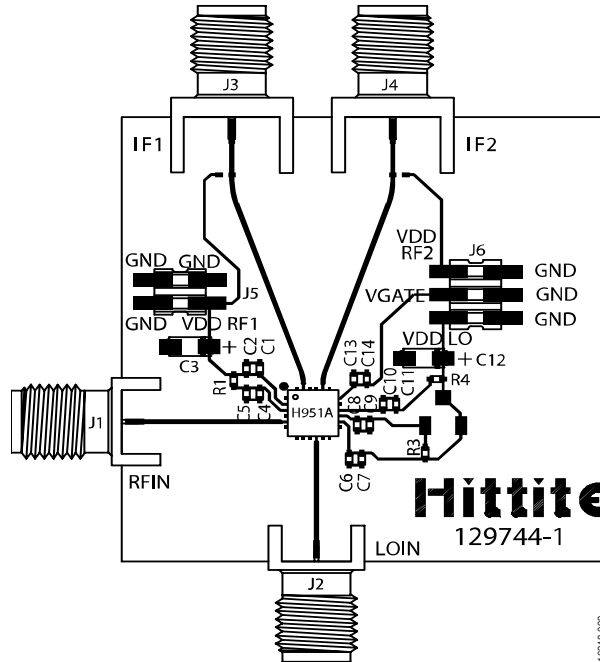 J3
J4
IF1
IF2
VDD
RF2
J6
GND GND
GND
J5
VGATE
GND
GND
VDD RF1
GND
C3
+
VDD LO
+
C12
C2
C1
C13
C14
R1
C5
C4
C10
C11
R4
H951A
C8
C9
J1
RFIN
R3
C6
C7
Hittite
129744-1
LOIN
J2